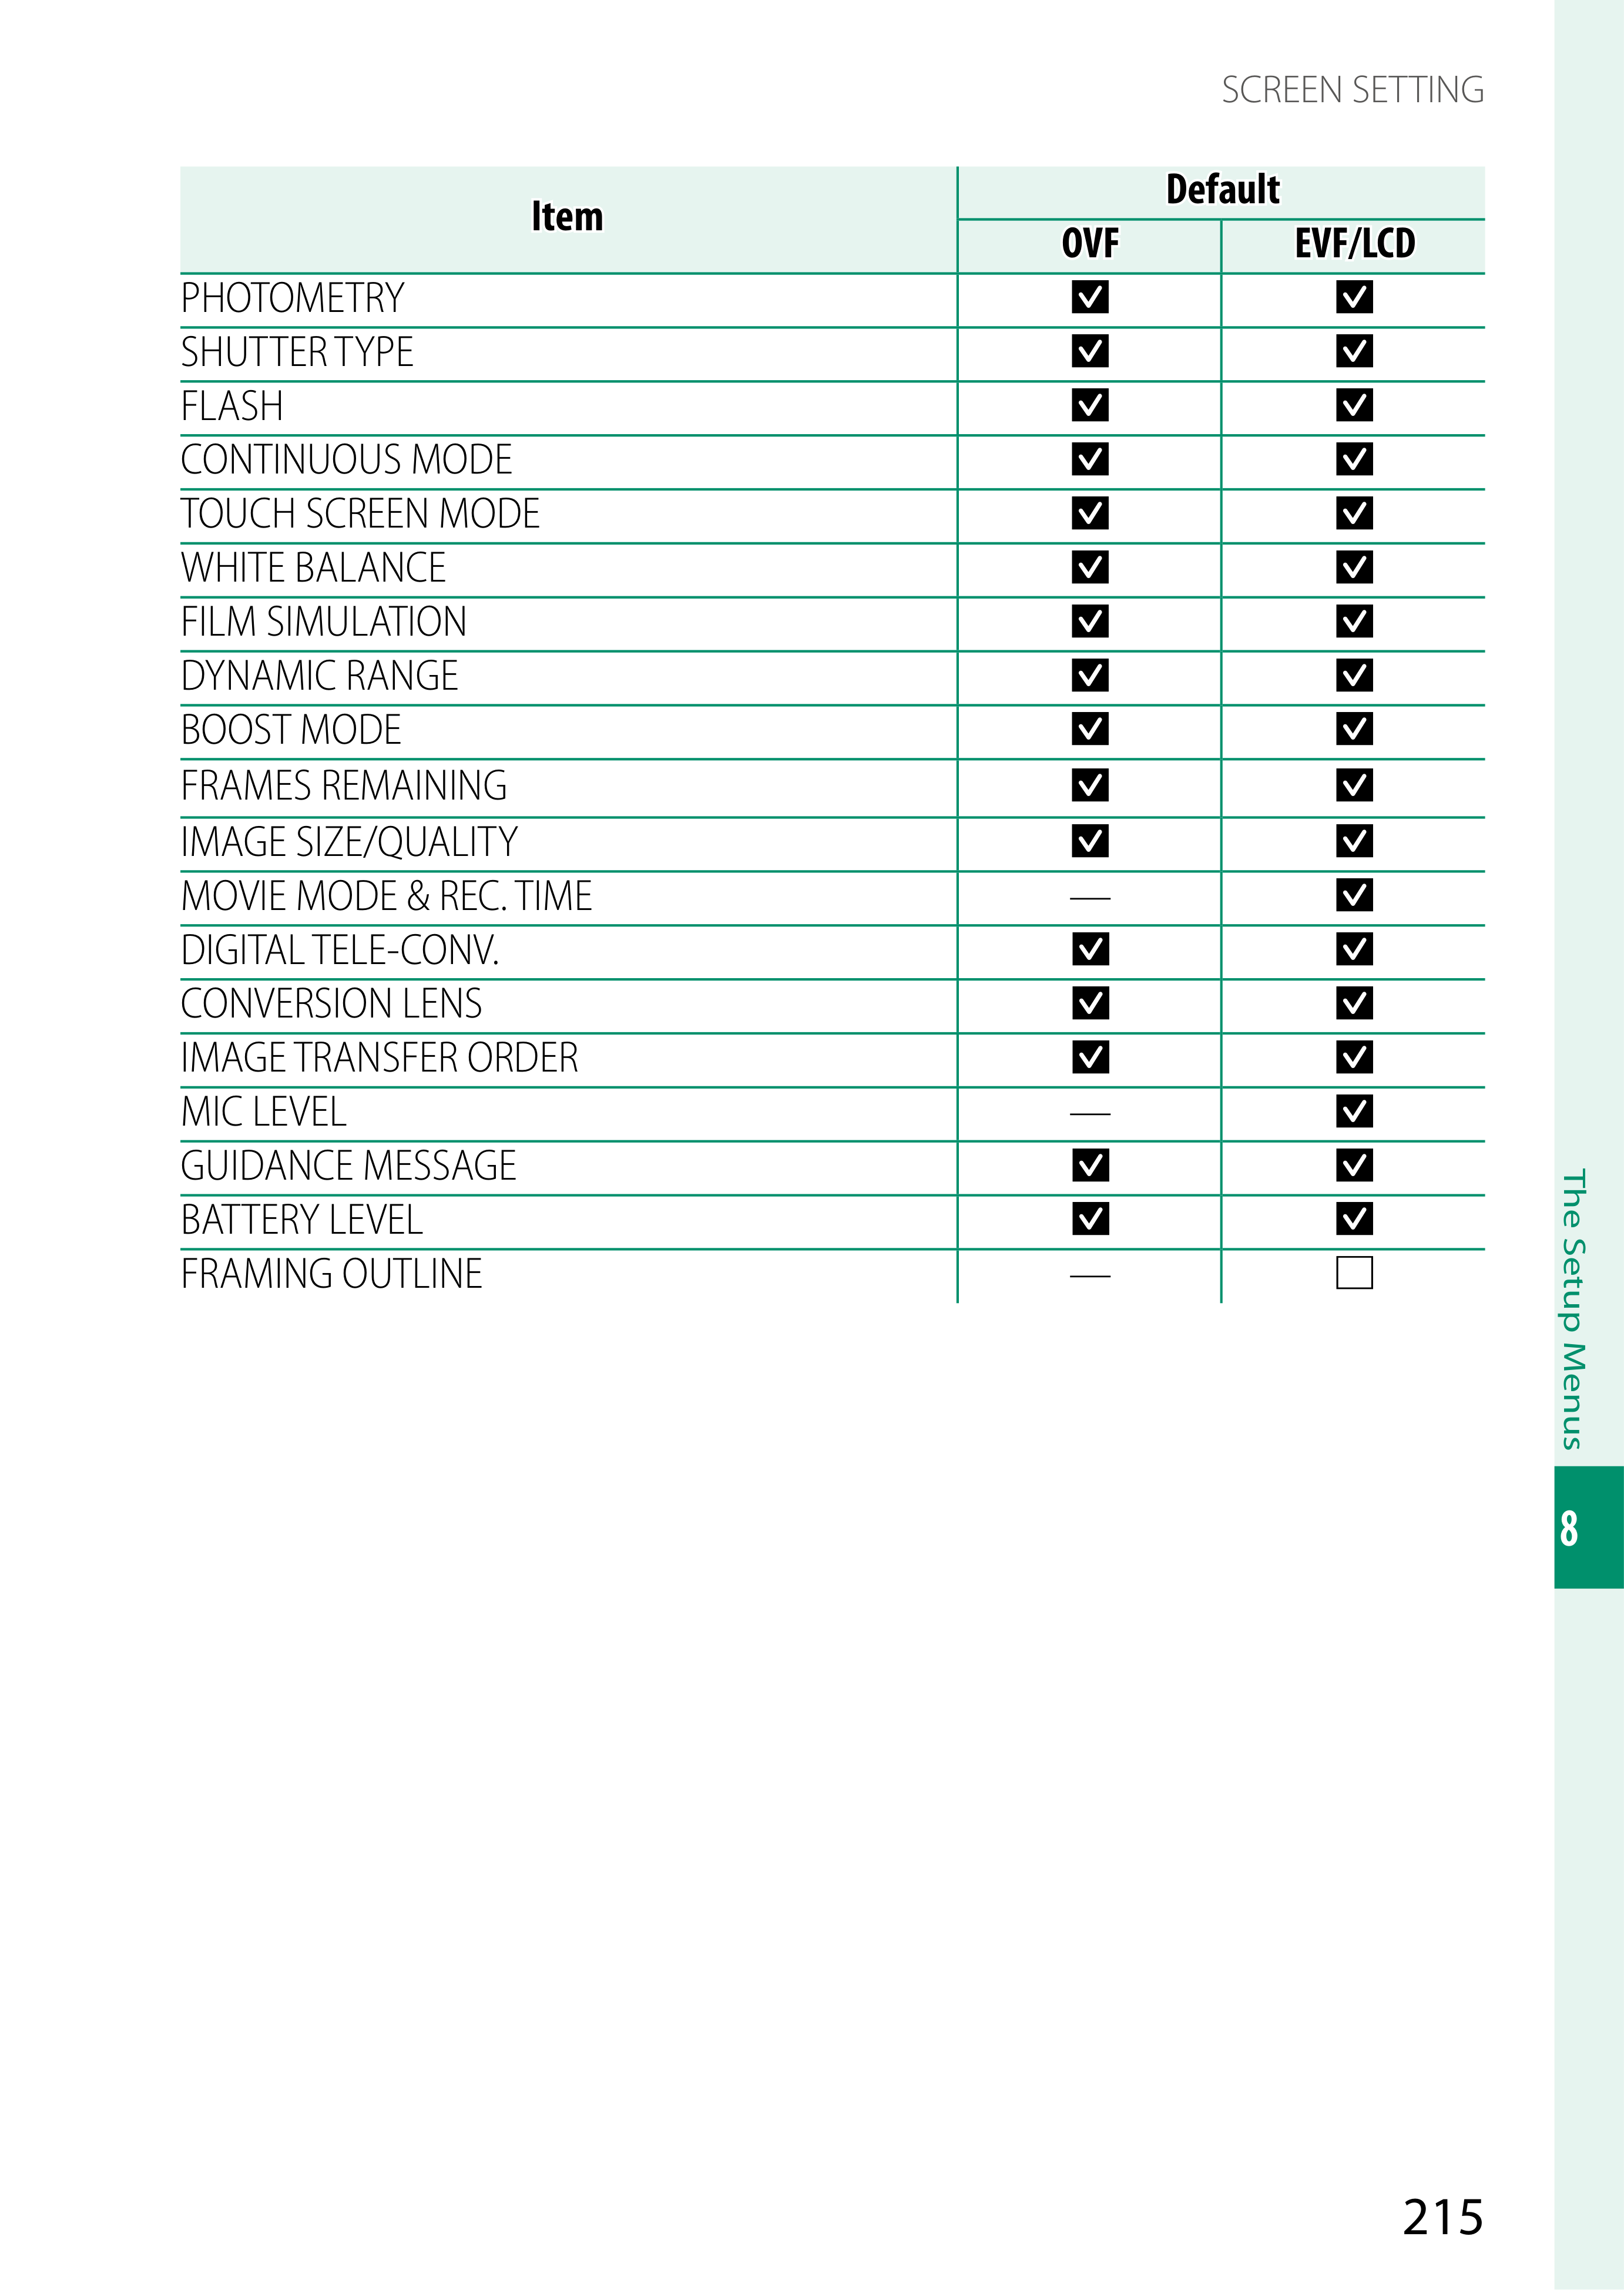 SCREEN SETTING
Item
Default
OVF EVF/LCD
PHOTOMETRY
SHUTTER TYPE
FLASH
CONTINUOUS MODE
TOUCH SCREEN MODE
WHITE BALANCE
FILM SIMULATION
DYNAMIC RANGE
BOOST MODE
FRAMES REMAINING
IMAGE SIZE/QUALITY
MOVIE MODE & REC. TIME —
DIGITAL TELE-CONV.
CONVERSION LENS
IMAGE TRANSFER ORDER
MIC LEVEL —
GUIDANCE MESSAGE
BATTERY LEVEL
FRAMING OUTLINE —
The Setup Menus
8
215